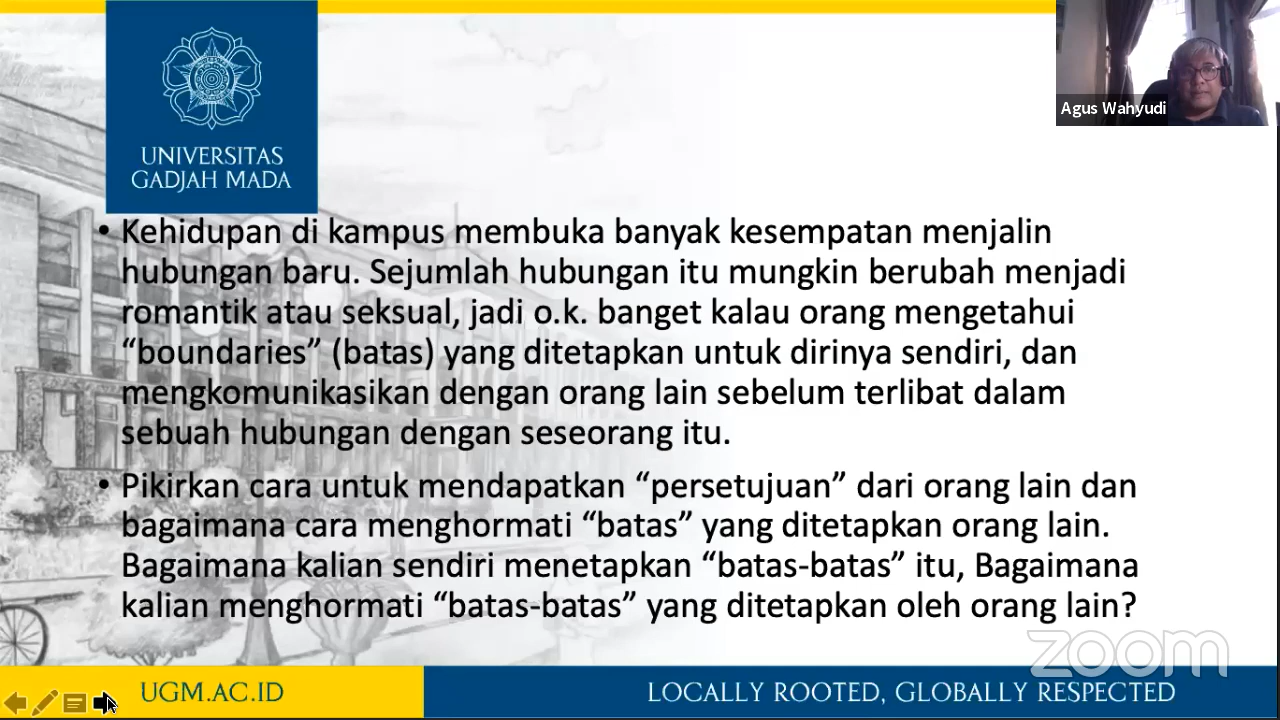 UNIVERSITAS
GADJAH MADA
Agus Wahyudi
• Kehidupan di kampus membuka banyak kesempatan menjalin
hubungan baru. Sejumlah hubungan itu mungkin berubah menjadi
romantik atau seksual, jadi o.k. banget kalau orang mengetahui
“boundaries” (batas) yang ditetapkan untuk dirinya sendiri, dan
mengkomunikasikan dengan orang lain sebelum terlibat dalam
sebuah hubungan dengan seseorang itu.
• Pikirkan cara untuk mendapatkan “persetujuan” dari orang lain dan
bagaimana cara menghormati “batas” yang ditetapkan orang lain.
Bagaimana kalian sendiri menetapkan “batas-batas” itu, Bagaimana
kalian menghormati “batas-batas” yang ditetapkan oleh orang lain?
zoom
UGM.AC.ID
LOCALLY ROOTED, GLOBALLY RESPECTED